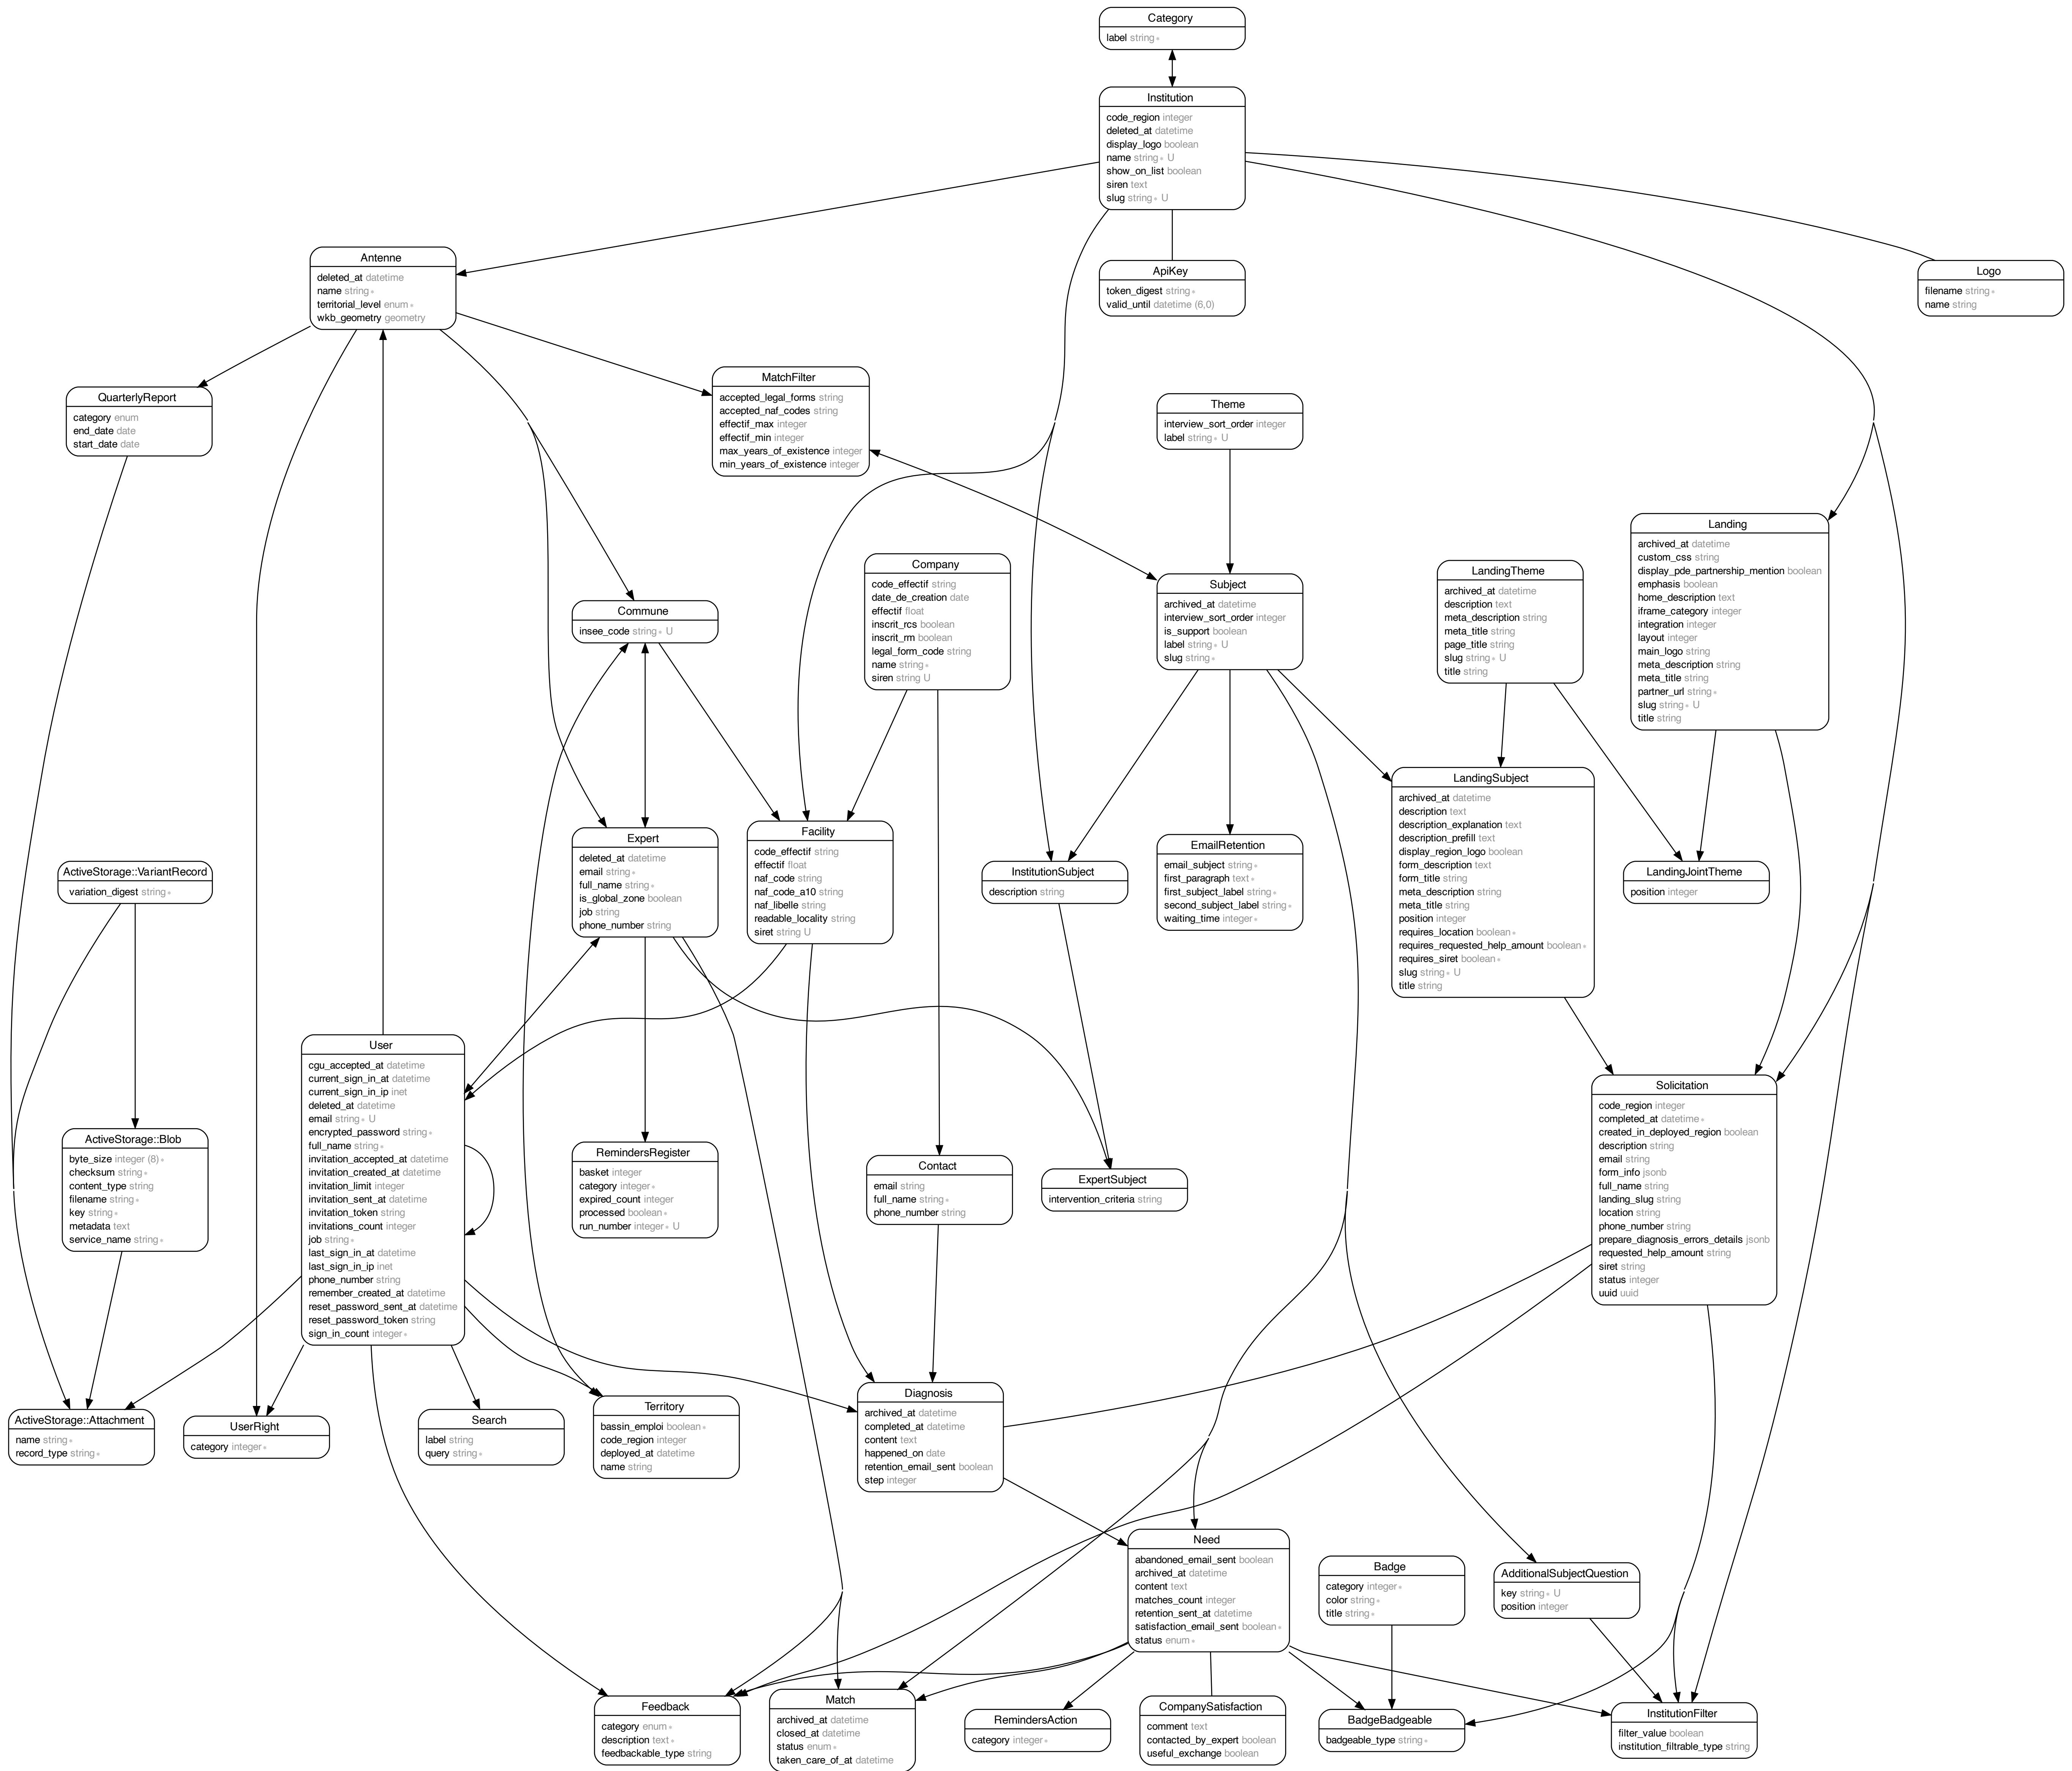 Category
label string∗
Institution
code_region integer
deleted_at datetime
display_logo boolean
name string∗ U
show_on_list boolean
siren text
slug string∗ U
Antenne
deleted_at datetime
name string∗
territorial_level enum∗
wkb_geometry geometry
ApiKey
token_digest string∗
valid_until datetime (6,0)
Logo
filename string∗
name string
QuarterlyReport
category enum
end_date date
start_date date
MatchFilter
accepted_legal_forms string
accepted_naf_codes string
effectif_max integer
effectif_min integer
max_years_of_existence integer
min_years_of_existence integer
Theme
interview_sort_order integer
label string∗ U
Landing
archived_at datetime
custom_css string
display_pde_partnership_mention boolean
emphasis boolean
home_description text
iframe_category integer
integration integer
layout integer
main_logo string
meta_description string
meta_title string
partner_url string∗
slug string∗ U
title string
Company
code_effectif string
date_de_creation date
effectif float
inscrit_rcs boolean
inscrit_rm boolean
legal_form_code string
name string∗
siren string U
LandingTheme
archived_at datetime
description text
meta_description string
meta_title string
page_title string
slug string∗ U
title string
Subject
archived_at datetime
interview_sort_order integer
is_support boolean
label string∗ U
slug string∗
Commune
insee_code string∗ U
LandingSubject
archived_at datetime
description text
description_explanation text
description_prefill text
display_region_logo boolean
form_description text
form_title string
meta_description string
meta_title string
position integer
requires_location boolean∗
requires_requested_help_amount boolean∗
requires_siret boolean∗
slug string∗ U
title string
Expert
deleted_at datetime
email string∗
full_name string∗
is_global_zone boolean
job string
phone_number string
Facility
code_effectif string
effectif float
naf_code string
naf_code_a10 string
naf_libelle string
readable_locality string
siret string U
EmailRetention
email_subject string∗
first_paragraph text∗
first_subject_label string∗
second_subject_label string∗
waiting_time integer∗
ActiveStorage::VariantRecord
variation_digest string∗
InstitutionSubject
description string
LandingJointTheme
position integer
User
cgu_accepted_at datetime
current_sign_in_at datetime
current_sign_in_ip inet
deleted_at datetime
email string∗ U
encrypted_password string∗
full_name string∗
invitation_accepted_at datetime
invitation_created_at datetime
invitation_limit integer
invitation_sent_at datetime
invitation_token string
invitations_count integer
job string∗
last_sign_in_at datetime
last_sign_in_ip inet
phone_number string
remember_created_at datetime
reset_password_sent_at datetime
reset_password_token string
sign_in_count integer∗
Solicitation
code_region integer
completed_at datetime∗
created_in_deployed_region boolean
description string
email string
form_info jsonb
full_name string
landing_slug string
location string
phone_number string
prepare_diagnosis_errors_details jsonb
requested_help_amount string
siret string
status integer
uuid uuid
ActiveStorage::Blob
byte_size integer (8)∗
checksum string∗
content_type string
filename string∗
key string∗
metadata text
service_name string∗
RemindersRegister
basket integer
category integer∗
expired_count integer
processed boolean∗
run_number integer∗ U
Contact
email string
full_name string∗
phone_number string
ExpertSubject
intervention_criteria string
ActiveStorage::Attachment
name string∗
record_type string∗
UserRight
category integer∗
Search
label string
query string∗
Territory
bassin_emploi boolean∗
code_region integer
deployed_at datetime
name string
Diagnosis
archived_at datetime
completed_at datetime
content text
happened_on date
retention_email_sent boolean
step integer
Need
abandoned_email_sent boolean
archived_at datetime
content text
matches_count integer
retention_sent_at datetime
satisfaction_email_sent boolean∗
status enum∗
Badge
category integer∗
color string∗
title string∗
AdditionalSubjectQuestion
key string∗ U
position integer
Feedback
category enum∗
description text∗
feedbackable_type string
Match
archived_at datetime
closed_at datetime
status enum∗
taken_care_of_at datetime
RemindersAction
category integer∗
CompanySatisfaction
comment text
contacted_by_expert boolean
useful_exchange boolean
BadgeBadgeable
badgeable_type string∗
InstitutionFilter
filter_value boolean
institution_filtrable_type string